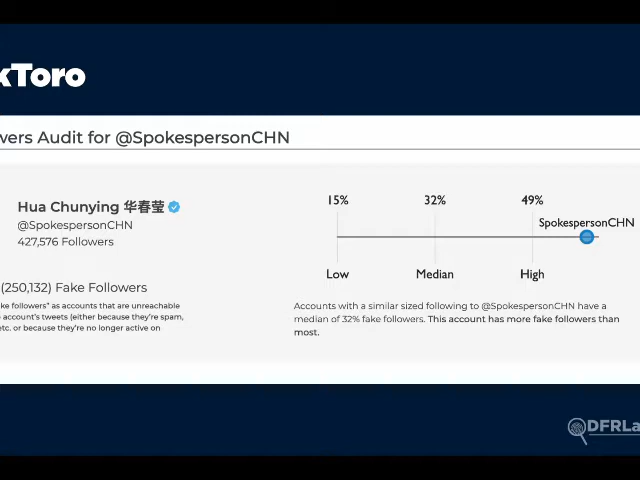 kToro
wers Audit for @SpokespersonCHN
Hua Chunying 华春莹
@SpokespersonCHN
427,576 Followers
(250,132) Fake Followers
ke followers" as accounts that are unreachable
account's tweets (either because they're spam,
etc. or because they're no longer active on
15% 32% 49%
SpokespersonCHN
Low Median High
Accounts with a similar sized following to @SpokespersonCHN have a
median of 32% fake followers. This account has more fake followers than
most.
DFRLa